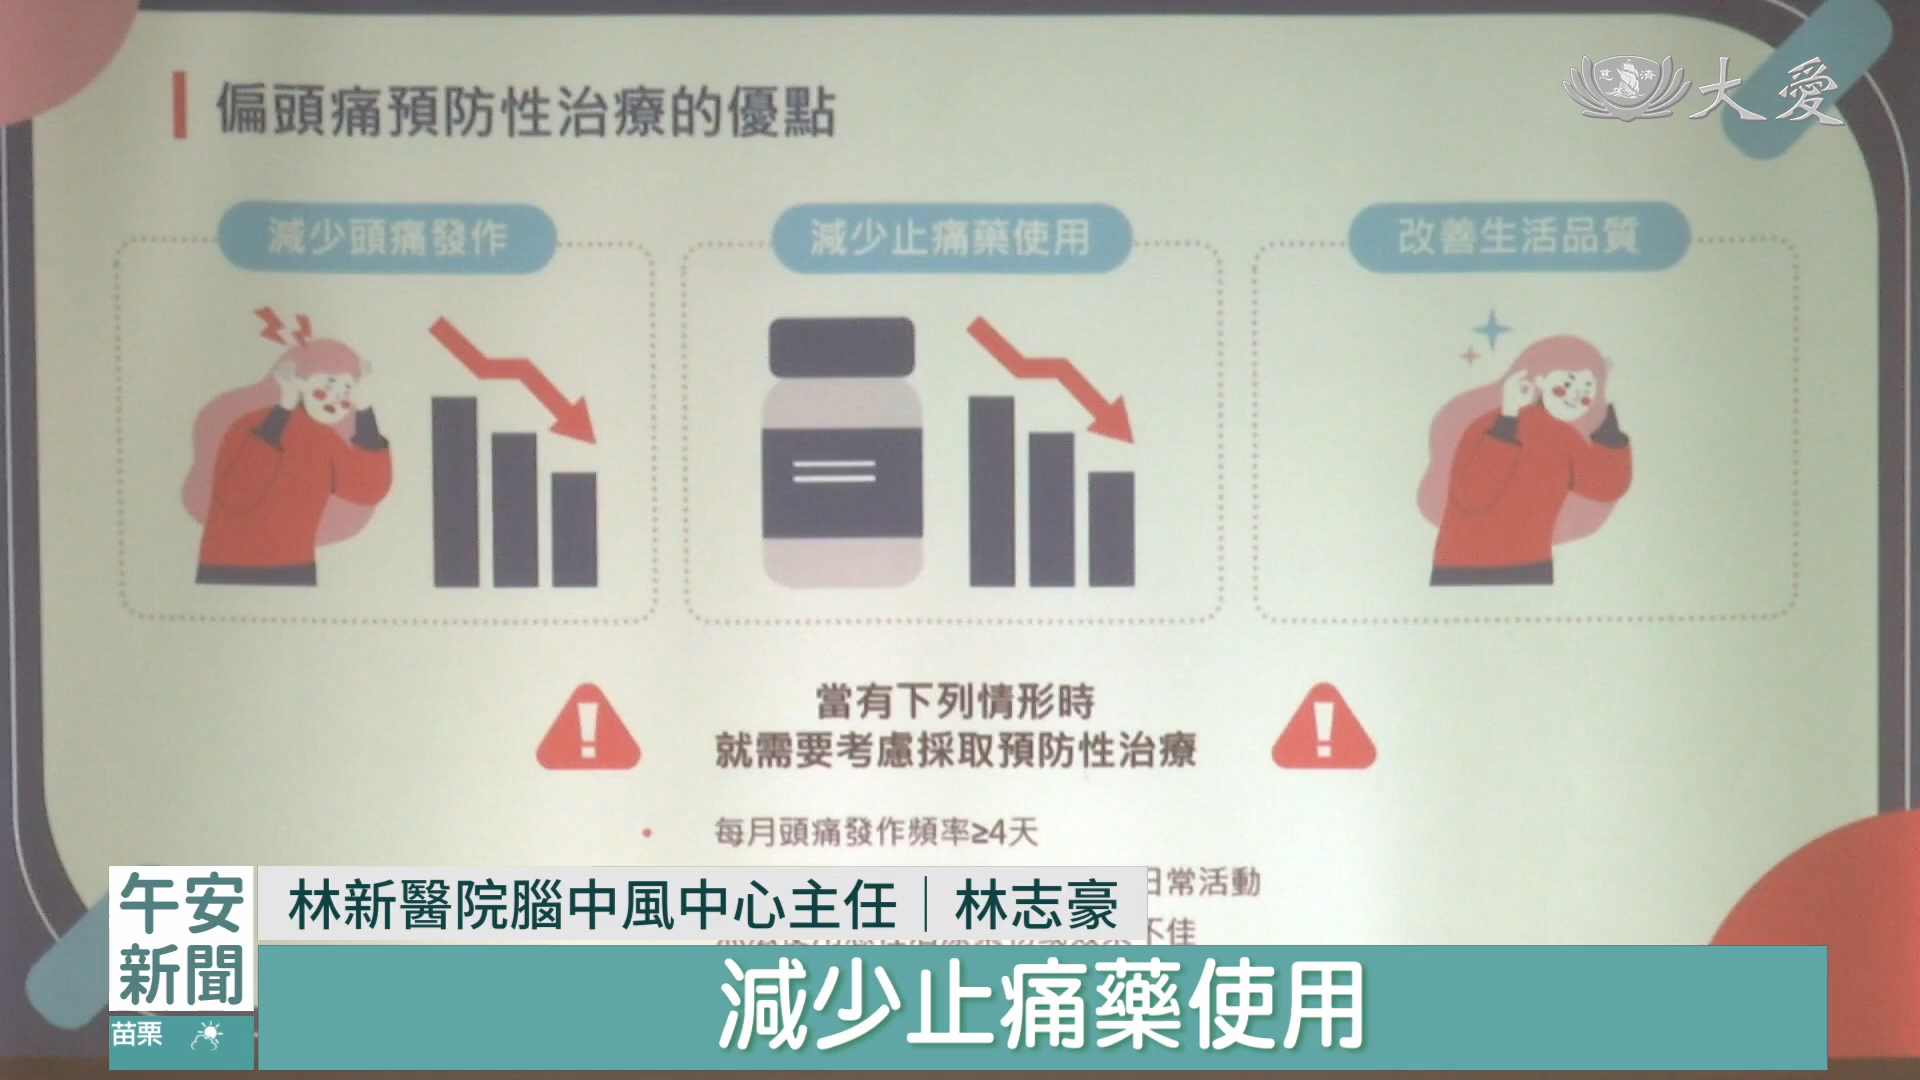 偏頭痛預防性治療的優點
慈濟
大愛
減少頭痛發作
減少止痛藥使用
改善生活品質
當有下列情形時
就需要考慮採取預防性治療
每月頭痛發作頻率≥4天
日常活動
不佳
午安
新聞
林新醫院腦中風中心主任｜林志豪
減少止痛藥使用
苗栗